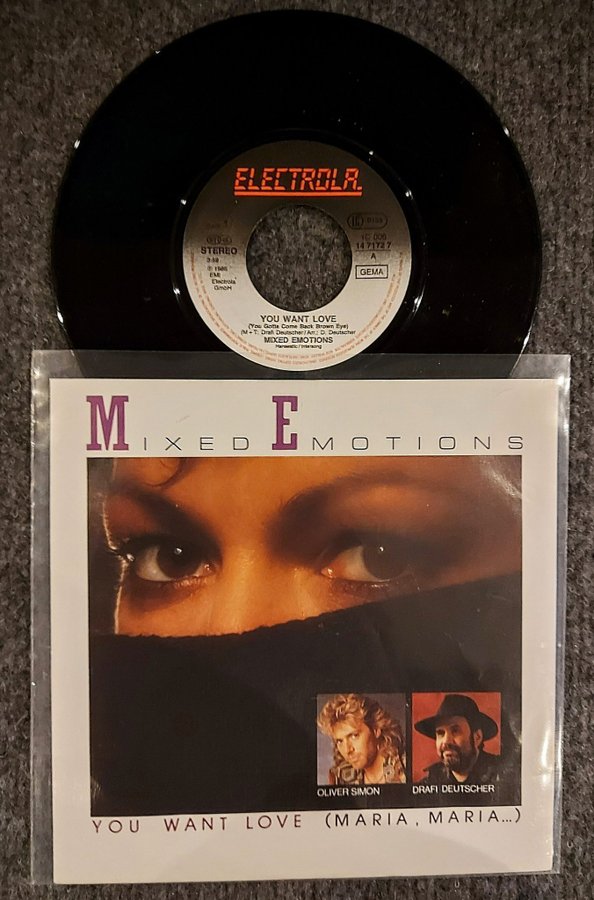 ELECTROLA
STEREO
℗ 1986
EMI
Electrola
GmbH
1C 006
14 7172 7
A
GEMA
YOU WANT LOVE
(You Gotta Come Back Brown Eye)
(M + T: Drafi Deutscher/Arr.: D. Deutscher
MIXED EMOTIONS
Hanseatic/Intersong
MIXED EMOTIONS
OLIVER SIMON
DRAFI DEUTSCHER
YOU WANT LOVE (MARIA, MARIA...)